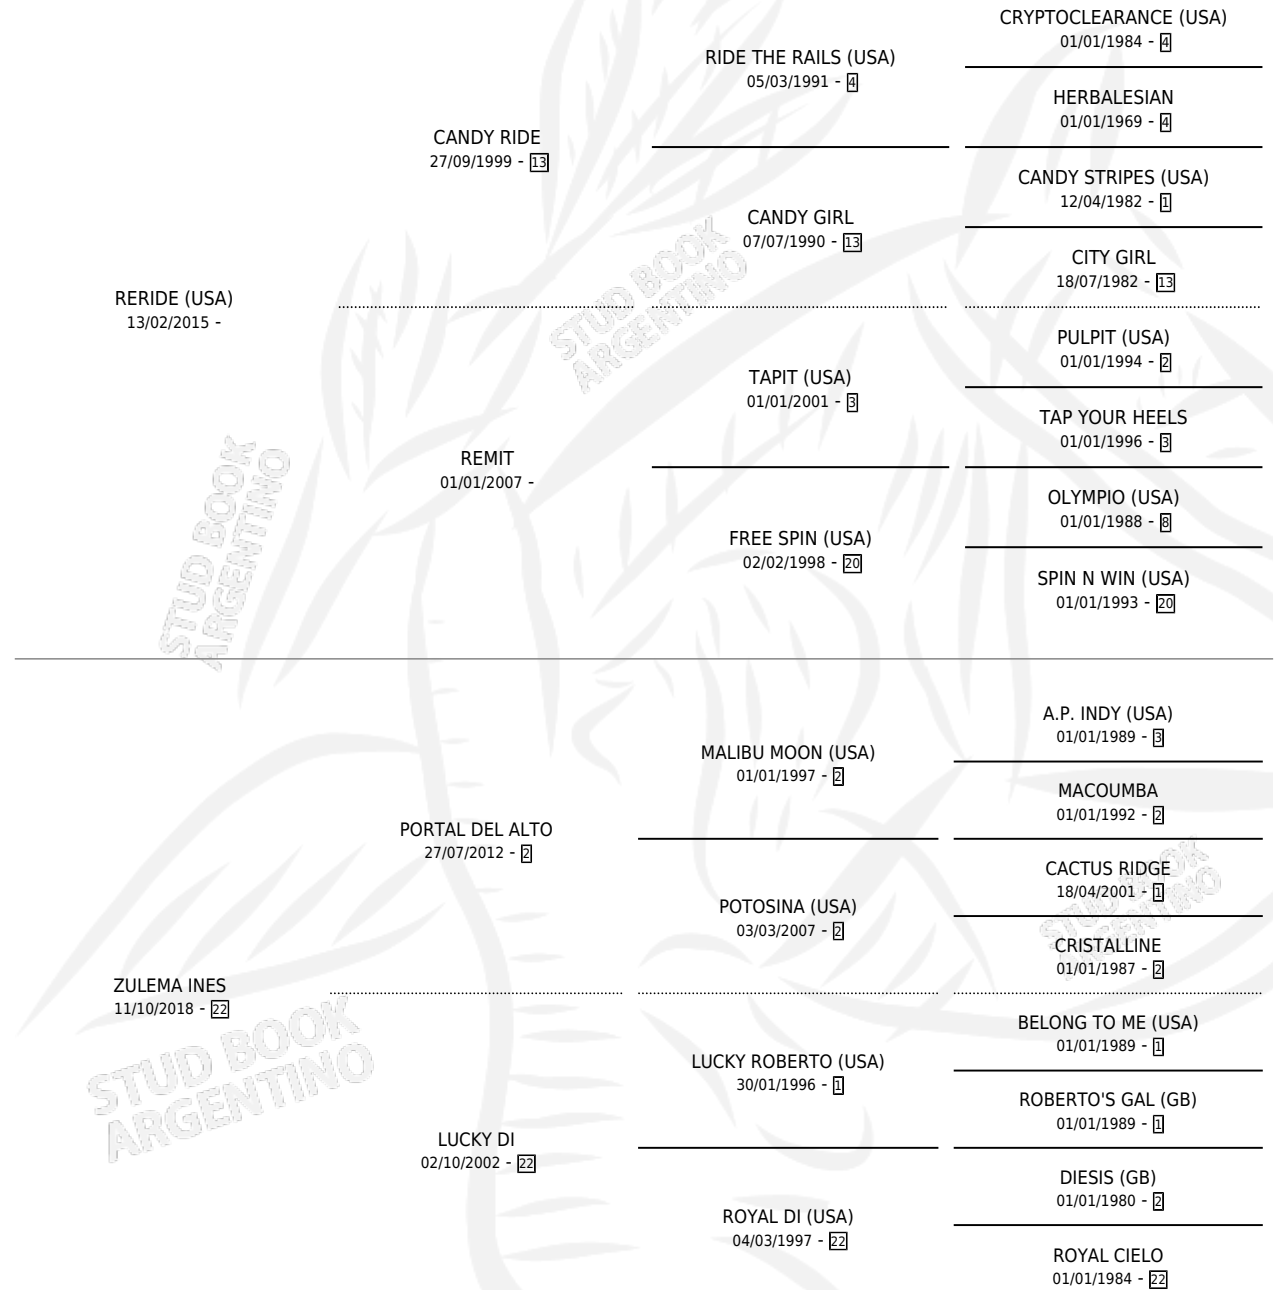 CRYPTOCLEARANCE (USA)
01/01/1984 - 4
RIDE THE RAILS (USA)
05/03/1991 - 4
HERBALESIAN
01/01/1969 - 4
CANDY RIDE
27/09/1999 - 13
CANDY STRIPES (USA)
12/04/1982 - 1
CANDY GIRL
07/07/1990 - 13
CITY GIRL
18/07/1982 - 13
RERIDE (USA)
13/02/2015 -
PULPIT (USA)
01/01/1994 - 2
TAPIT (USA)
01/01/2001 - 3
TAP YOUR HEELS
01/01/1996 - 3
REMIT
01/01/2007 -
OLYMPIO (USA)
01/01/1988 - 8
FREE SPIN (USA)
02/02/1998 - 20
SPIN N WIN (USA)
01/01/1993 - 20
A.P. INDY (USA)
01/01/1989 - 3
MALIBU MOON (USA)
01/01/1997 - 2
MACOUMBA
01/01/1992 - 2
PORTAL DEL ALTO
27/07/2012 - 2
CACTUS RIDGE
18/04/2001 - 1
POTOSINA (USA)
03/03/2007 - 2
CRISTALLINE
01/01/1987 - 2
ZULEMA INES
11/10/2018 - 22
BELONG TO ME (USA)
01/01/1989 - 1
LUCKY ROBERTO (USA)
30/01/1996 - 1
ROBERTO'S GAL (GB)
01/01/1989 - 1
LUCKY DI
02/10/2002 - 22
DIESIS (GB)
01/01/1980 - 2
ROYAL DI (USA)
04/03/1997 - 22
ROYAL CIELO
01/01/1984 - 22
STUD BOOK
ARGENTINO
STUD BOOK
ARGENTINO
STUD BOOK
ARGENTINO
STUD BOOK
ARGENTINO